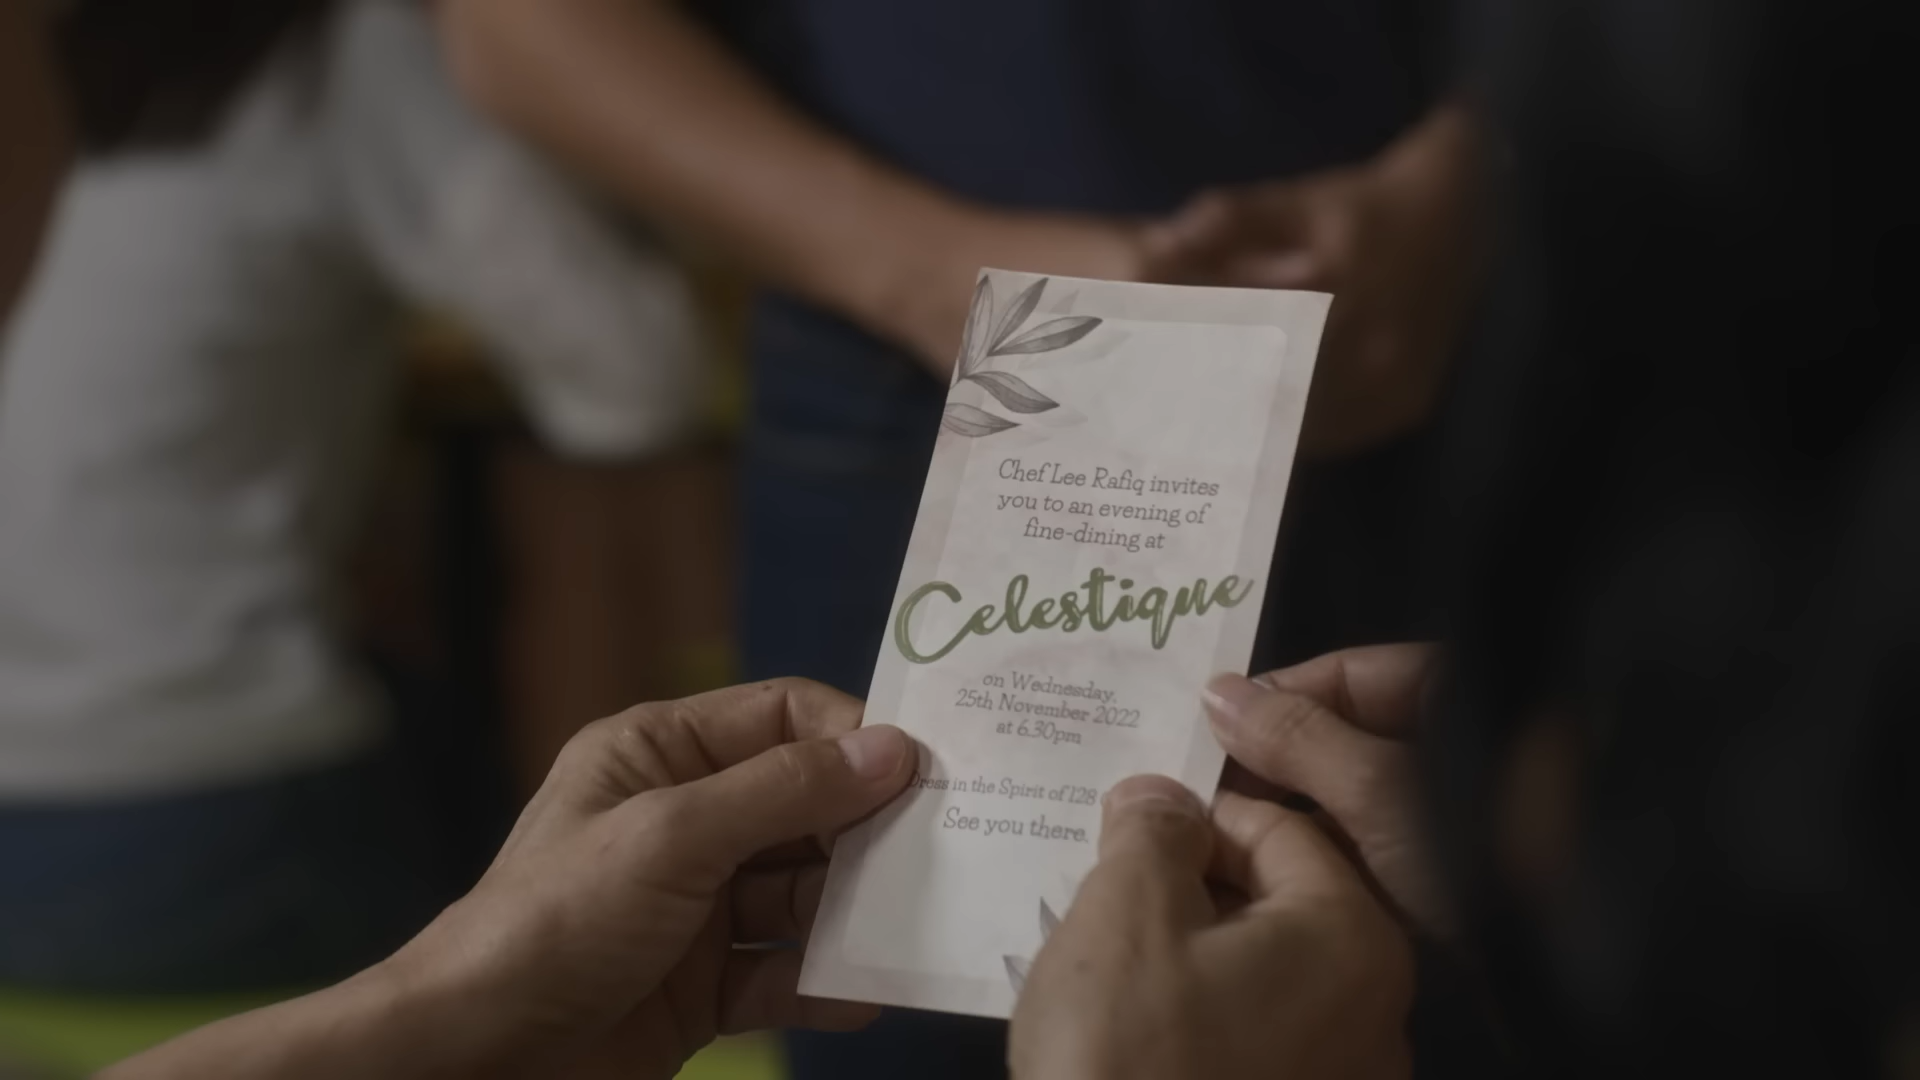 Chef Lee Rafiq invites
you to an evening of
fine-dining at
Celestique
on Wednesday,
25th November 2022
at 6.30pm
Dress in the Spirit of 128
See you there.